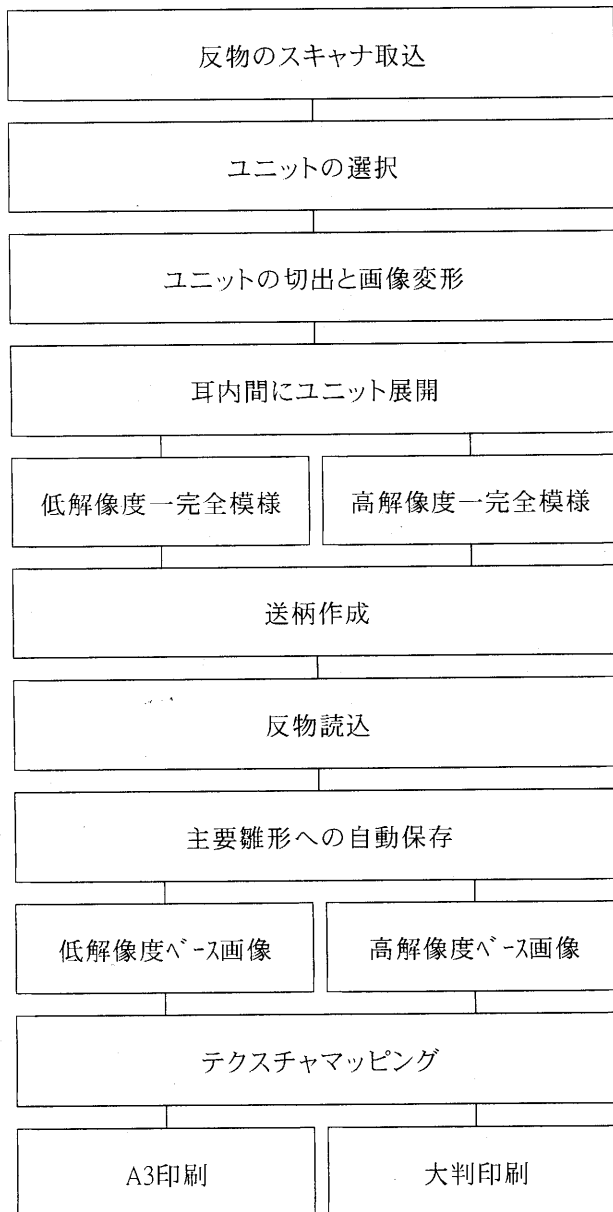 反物のスキャナ取込
ユニットの選択
ユニットの切出と画像変形
耳内間にユニット展開
低解像度一完全模様
高解像度一完全模様
送柄作成
反物読込
主要雛形への自動保存
低解像度ベース画像
高解像度ベース画像
テクスチャマッピング
A3印刷
大判印刷